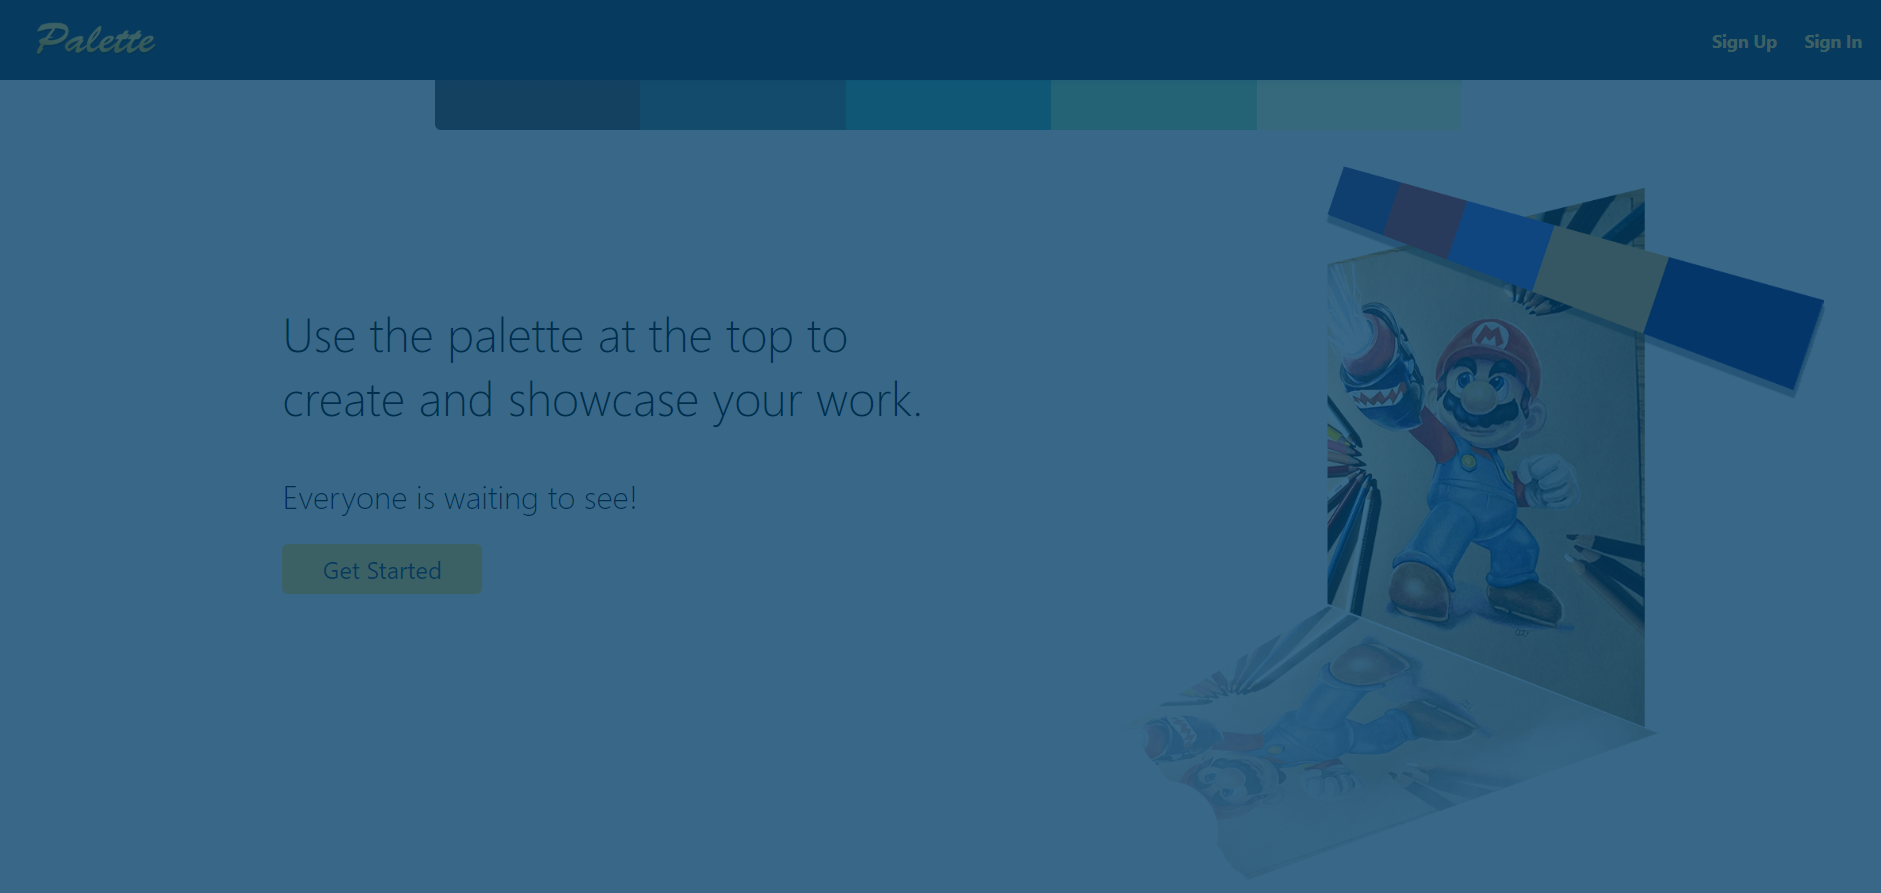 Palette
Sign Up
Sign In
Use the palette at the top to
create and showcase your work.
Everyone is waiting to see!
Get Started
M